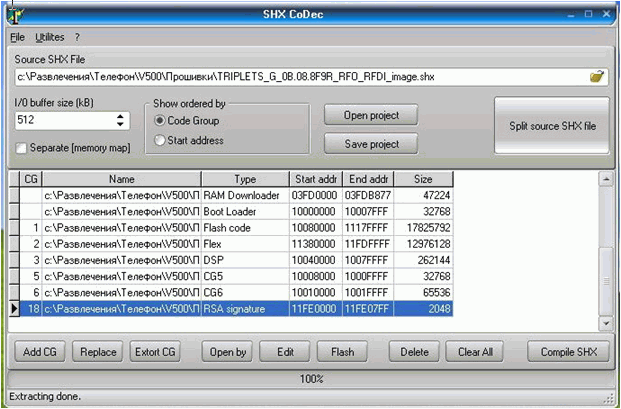 SHX CoDec
File Utilites ?
Source SHX File
c:\Развлечения\Телефон\V500\Прошивки\TRIPLETS_G_0B.08.8F9R_RFO_RFDI_image.shx
I/O buffer size (kB)
512
Separate [memory map]
Show ordered by
Code Group
Start address
Open project
Save project
Split source SHX file
CG Name Type Start addr End addr Size
c:\Развлечения\Телефон\V500\П RAM Downloader 03FD0000 03FDB877 47224
c:\Развлечения\Телефон\V500\П Boot Loader 10000000 10007FFF 32768
1 c:\Развлечения\Телефон\V500\П Flash code 10080000 1117FFFF 17825792
2 c:\Развлечения\Телефон\V500\П Flex 11380000 11FDFFFF 12976128
3 c:\Развлечения\Телефон\V500\П DSP 10040000 1007FFFF 262144
5 c:\Развлечения\Телефон\V500\П CG5 10008000 1000FFFF 32768
6 c:\Развлечения\Телефон\V500\П CG6 10010000 1001FFFF 65536
18 c:\Развлечения\Телефон\V500\П RSA signature 11FE0000 11FE07FF 2048
Add CG Replace Extort CG Open by Edit Flash Delete Clear All Compile SHX
100%
Extracting done.